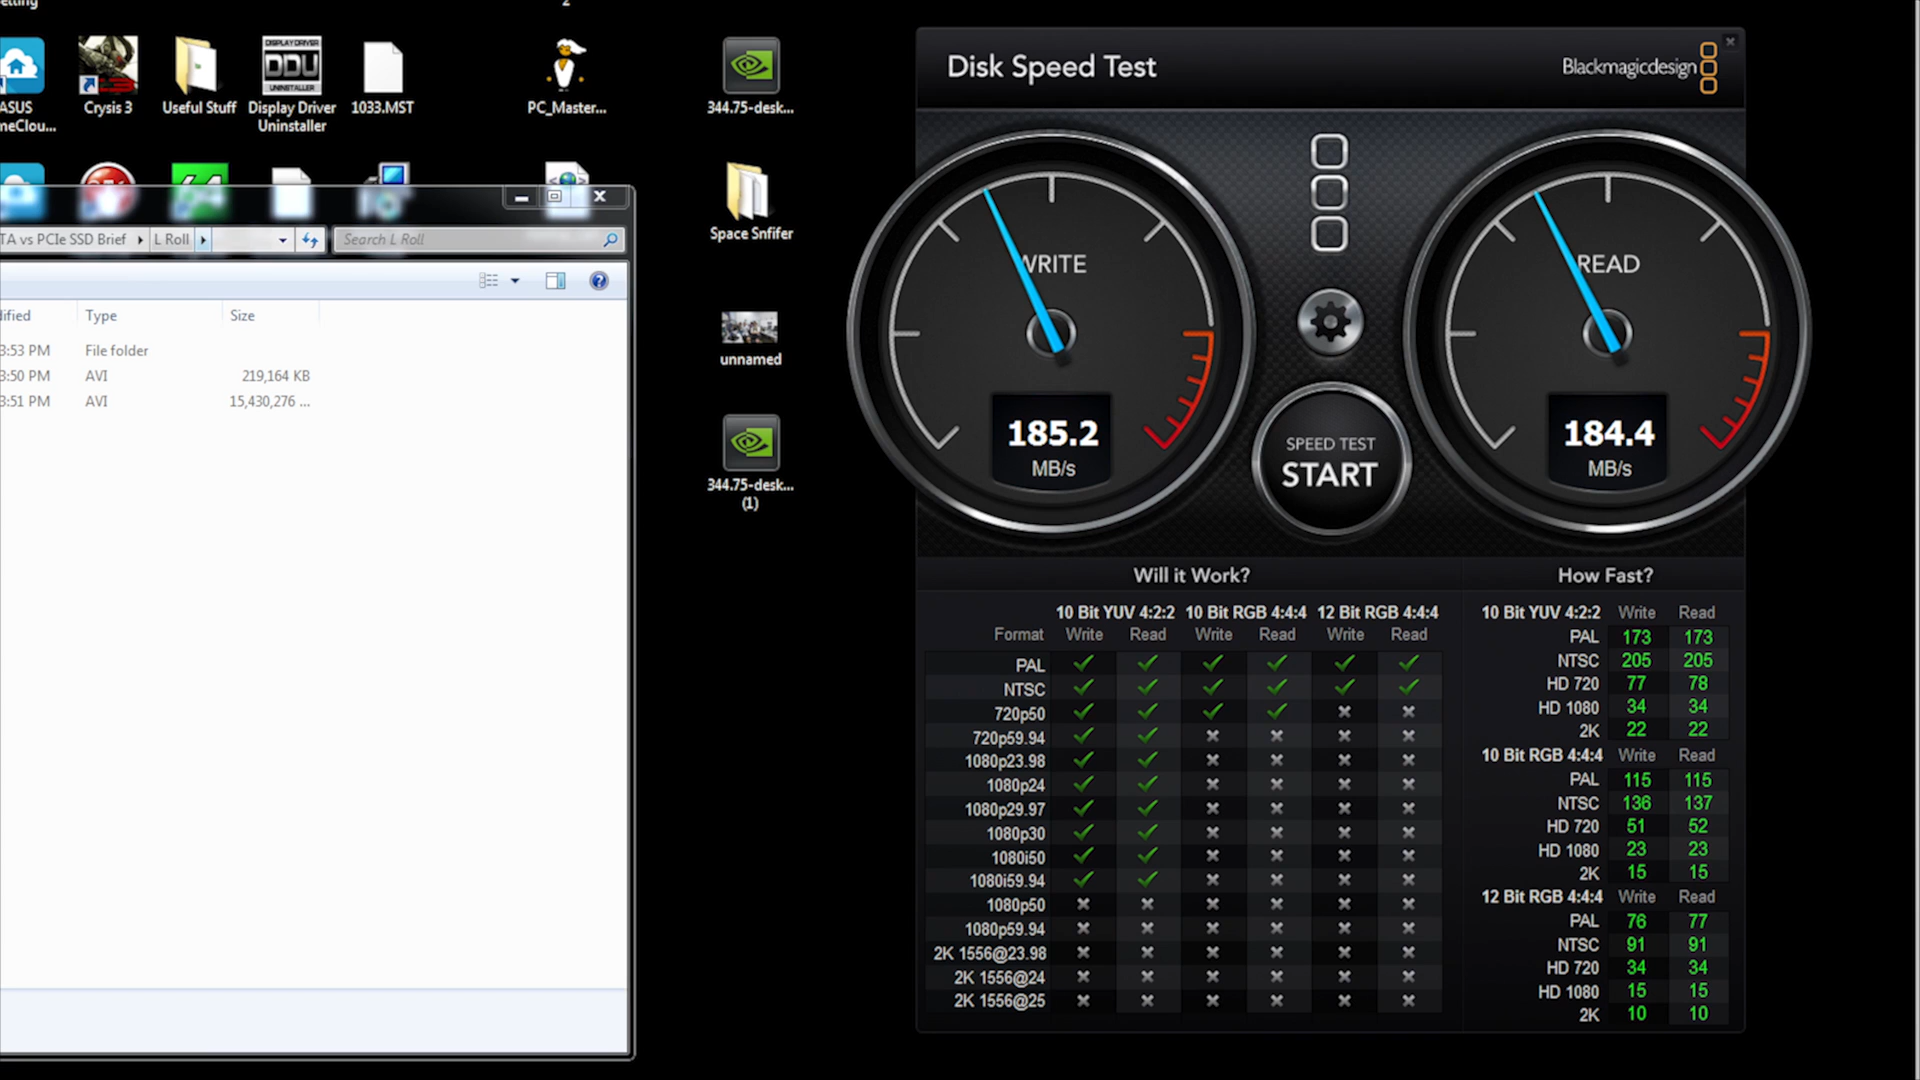 etting
2
ASUS
neClou...
Crysis 3
Useful Stuff
Display Driver
Uninstaller
DISPLAY DRIVER
DDU
UNINSTALLER
1033.MST
PC_Master...
344.75-desk...
Space Snfifer
unnamed
344.75-desk...
(1)
TA vs PCIe SSD Brief
L Roll
Search L Roll
ified
Type
Size
3:53 PM
File folder
3:50 PM
AVI
219,164 KB
3:51 PM
AVI
15,430,276 ...
Disk Speed Test
Blackmagicdesign
WRITE
185.2
MB/s
SPEED TEST
START
READ
184.4
MB/s
Will it Work?
10 Bit YUV 4:2:2 10 Bit RGB 4:4:4 12 Bit RGB 4:4:4
Format Write Read Write Read Write Read
PAL
NTSC
720p50
720p59.94
1080p23.98
1080p24
1080p29.97
1080p30
1080i50
1080i59.94
1080p50
1080p59.94
2K 1556@23.98
2K 1556@24
2K 1556@25
How Fast?
10 Bit YUV 4:2:2 Write Read
PAL 173 173
NTSC 205 205
HD 720 77 78
HD 1080 34 34
2K 22 22
10 Bit RGB 4:4:4 Write Read
PAL 115 115
NTSC 136 137
HD 720 51 52
HD 1080 23 23
2K 15 15
12 Bit RGB 4:4:4 Write Read
PAL 76 77
NTSC 91 91
HD 720 34 34
HD 1080 15 15
2K 10 10